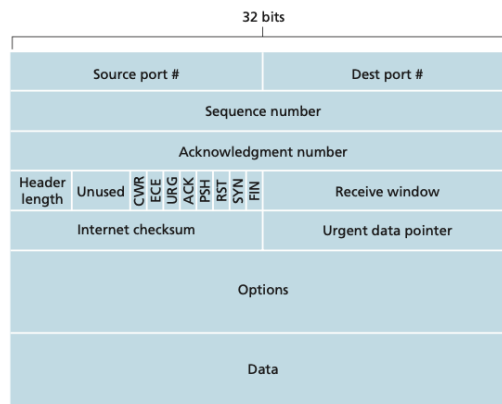 32 bits
Source port # Dest port #
Sequence number
Acknowledgment number
Header length Unused CWR ECE URG ACK PSH RST SYN FIN Receive window
Internet checksum Urgent data pointer
Options
Data